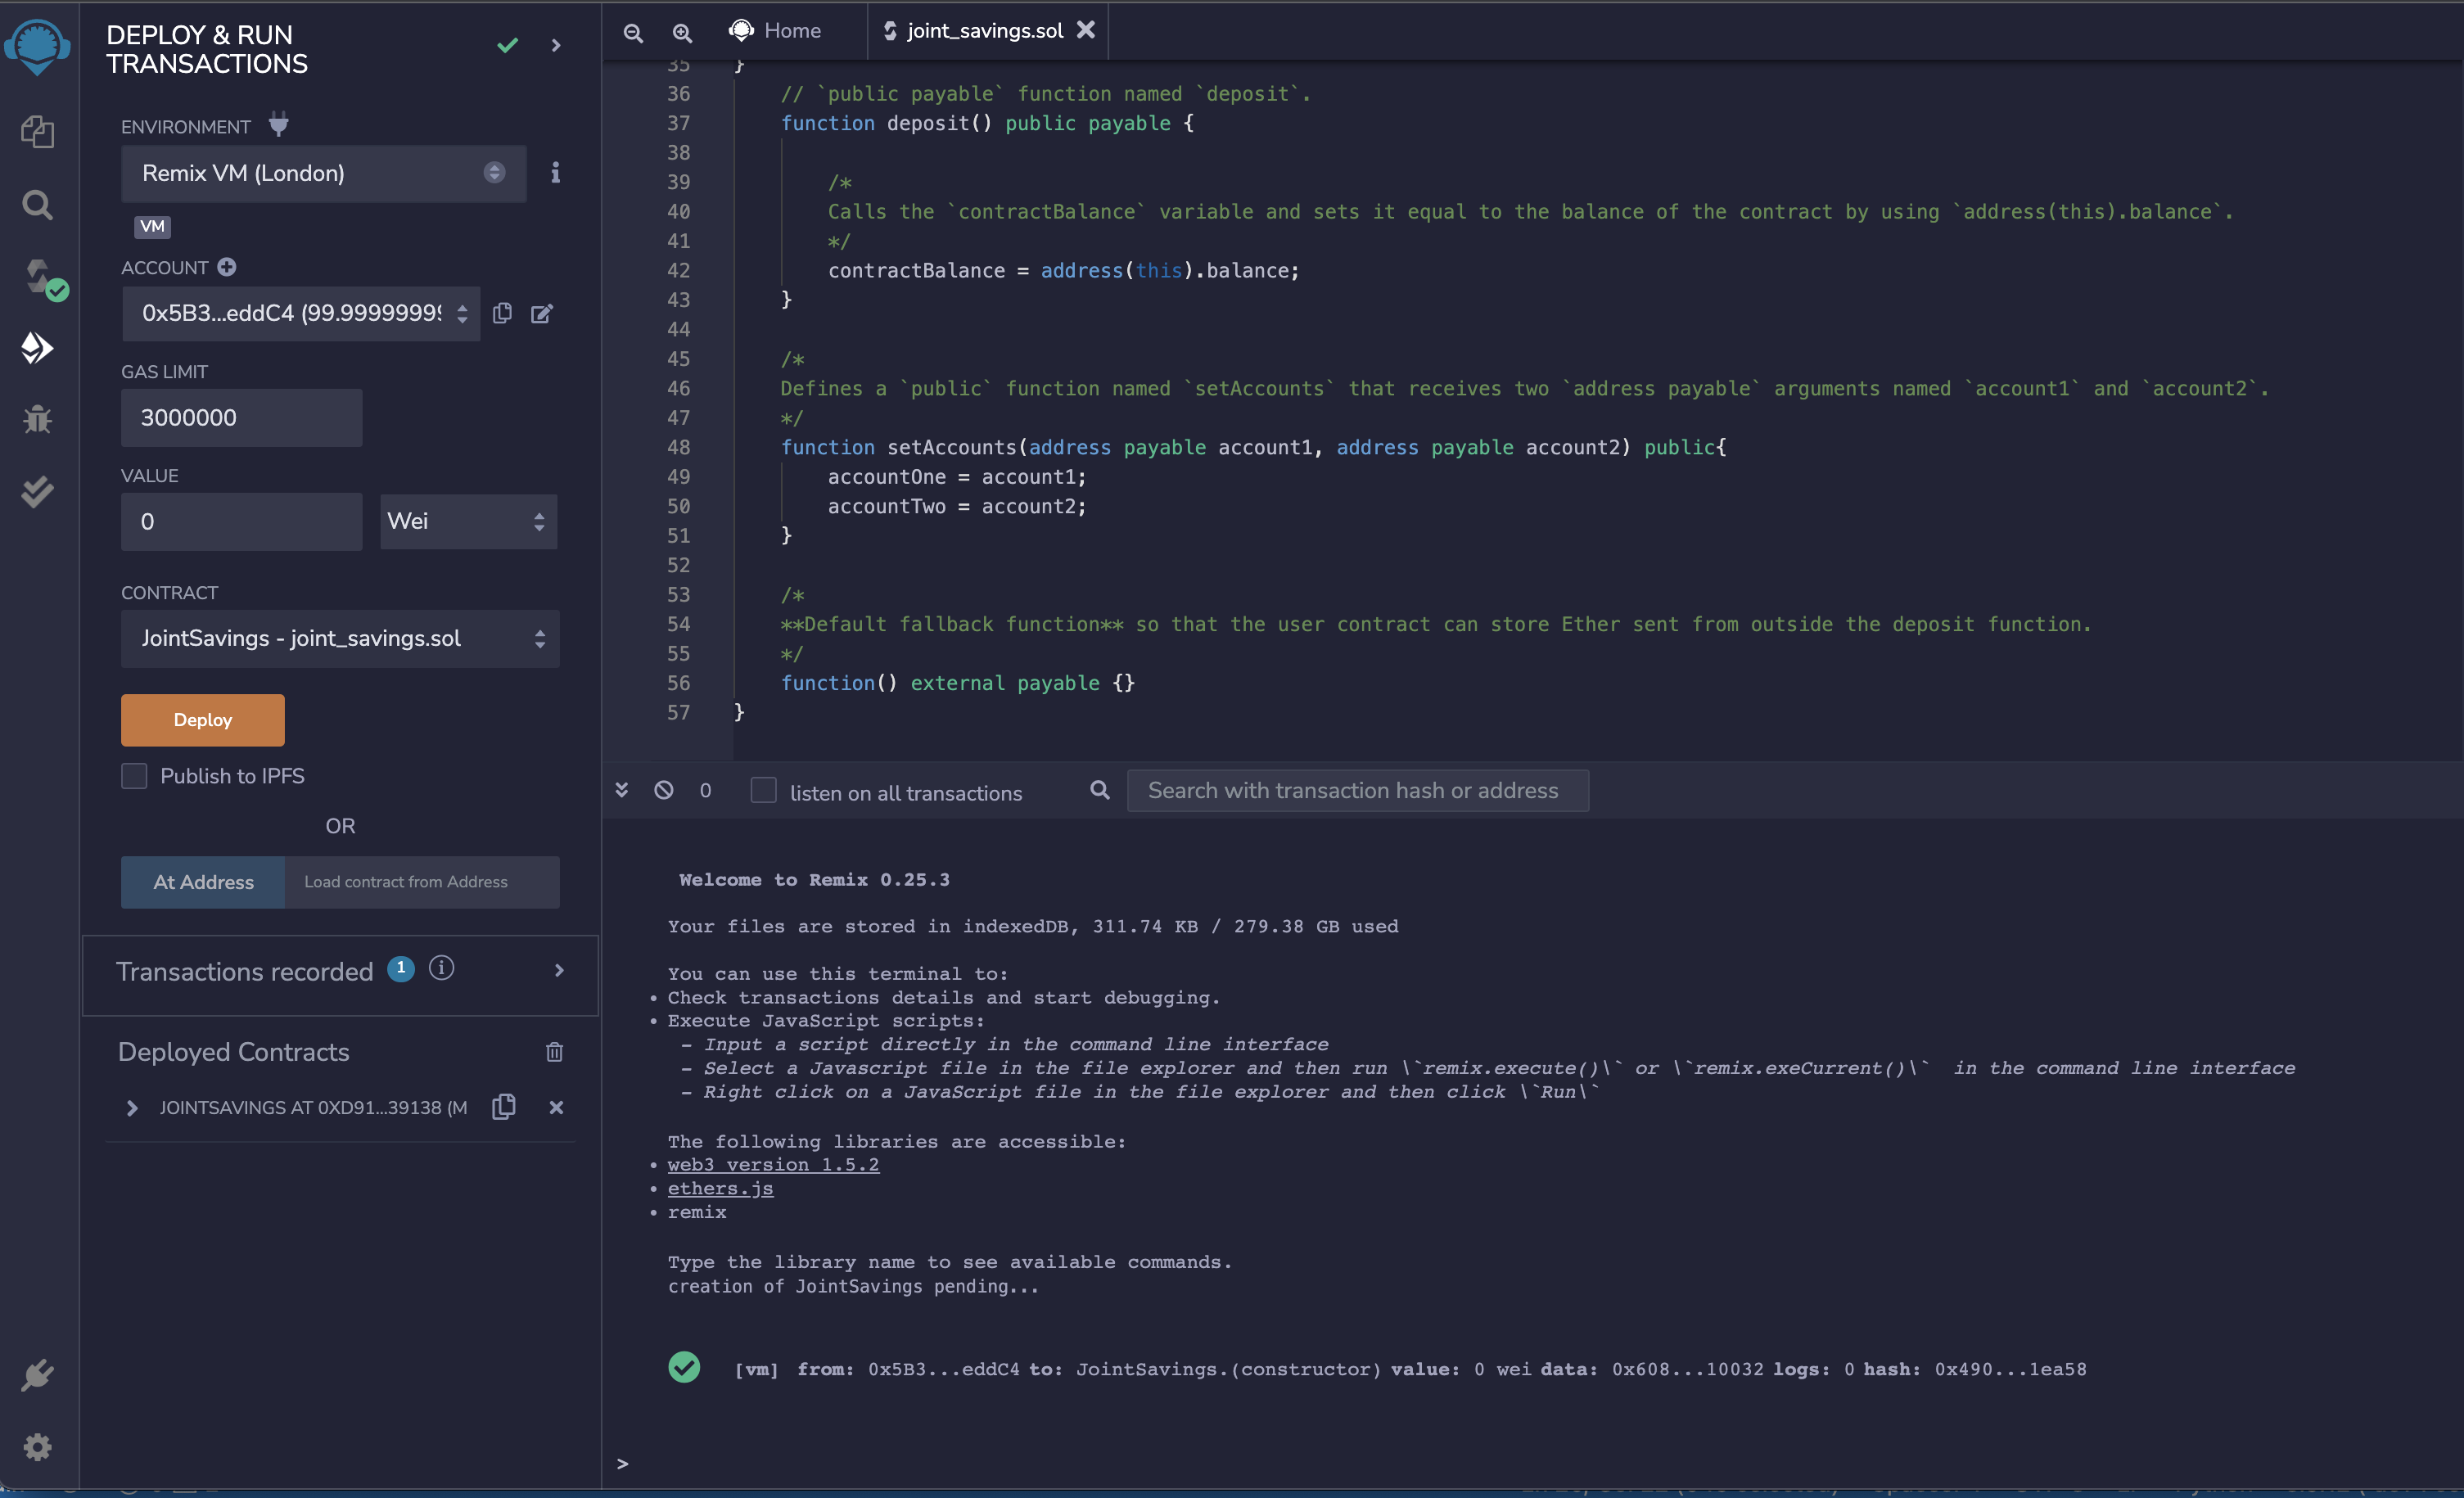 DEPLOY & RUN
TRANSACTIONS
ENVIRONMENT
Remix VM (London)
VM
ACCOUNT
0x5B3...eddC4 (99.99999999
GAS LIMIT
3000000
VALUE
0
Wei
CONTRACT
JointSavings - joint_savings.sol
Deploy
Publish to IPFS
OR
At Address
Load contract from Address
Transactions recorded 1
Deployed Contracts
JOINTSAVINGS AT 0XD91...39138 (M
Home
joint_savings.sol
35 }
36 // `public payable` function named `deposit`.
37 function deposit() public payable {
38
39 /*
40 Calls the `contractBalance` variable and sets it equal to the balance of the contract by using `address(this).balance`.
41 */
42 contractBalance = address(this).balance;
43 }
44
45 /*
46 Defines a `public` function named `setAccounts` that receives two `address payable` arguments named `account1` and `account2`.
47 */
48 function setAccounts(address payable account1, address payable account2) public{
49 accountOne = account1;
50 accountTwo = account2;
51 }
52
53 /*
54 **Default fallback function** so that the user contract can store Ether sent from outside the deposit function.
55 */
56 function() external payable {}
57 }
0
listen on all transactions
Search with transaction hash or address
Welcome to Remix 0.25.3
Your files are stored in indexedDB, 311.74 KB / 279.38 GB used
You can use this terminal to:
• Check transactions details and start debugging.
• Execute JavaScript scripts:
- Input a script directly in the command line interface
- Select a Javascript file in the file explorer and then run \`remix.execute()\` or \`remix.exeCurrent()\` in the command line interface
- Right click on a JavaScript file in the file explorer and then click \`Run\`
The following libraries are accessible:
• web3 version 1.5.2
• ethers.js
• remix
Type the library name to see available commands.
creation of JointSavings pending...
[vm] from: 0x5B3...eddC4 to: JointSavings.(constructor) value: 0 wei data: 0x608...10032 logs: 0 hash: 0x490...1ea58
>